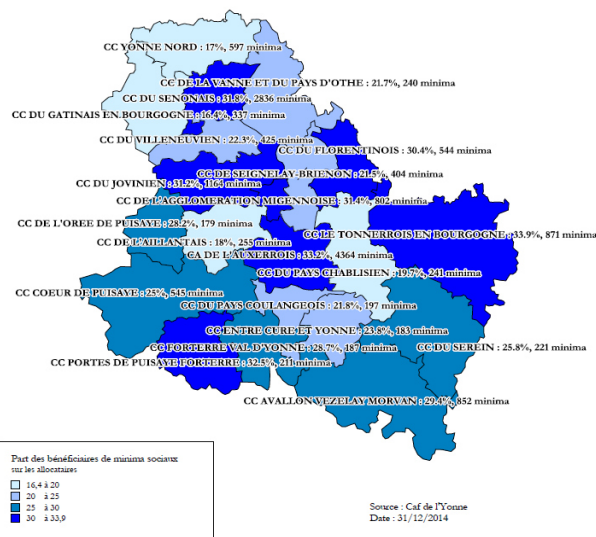 CC YONNE NORD : 17%, 597 minima
CC DE LA VANNE ET DU PAYS D'OTHE : 21.7%, 240 minima
CC DU SENONAIS : 31.8%, 2836 minima
CC DU GATINAIS EN BOURGOGNE : 16.4%, 337 minima
CC DU VILLENEUVIEN : 22.3%, 425 minima
CC DU FLORENTINOIS : 30.4%, 544 minima
CC DE SEIGNELAY-BRIENON : 21.5%, 404 minima
CC DU JOVINIEN : 31.2%, 1164 minima
CC DE L'AGGLOMERATION MIGENNOISE : 31.4%, 802 minima
CC DE L'OREE DE PUISAYE : 28.2%, 179 minima
CC LE TONNERROIS EN BOURGOGNE : 33.9%, 871 minima
CC DE L'AILLANTAIS : 18%, 255 minima
CA DE L'AUXERROIS : 33.2%, 4364 minima
CC DU PAYS CHABLISIEN : 19.7%, 241 minima
CC COEUR DE PUISAYE : 25%, 545 minima
CC DU PAYS COULANGEOIS : 21.8%, 197 minima
CC ENTRE CURE ET YONNE : 23.8%, 183 minima
CC FORTERRE VAL D'YONNE : 28.7%, 187 minima
CC DU SEREIN : 25.8%, 221 minima
CC PORTES DE PUISAYE FORTERRE : 32.5%, 211 minima
CC AVALLON VEZELAY MORVAN : 29.4%, 852 minima
Part des bénéficiaires de minima sociaux
sur les allocataires
16,4 à 20
20 à 25
25 à 30
30 à 33,9
Source : Caf de l'Yonne
Date : 31/12/2014